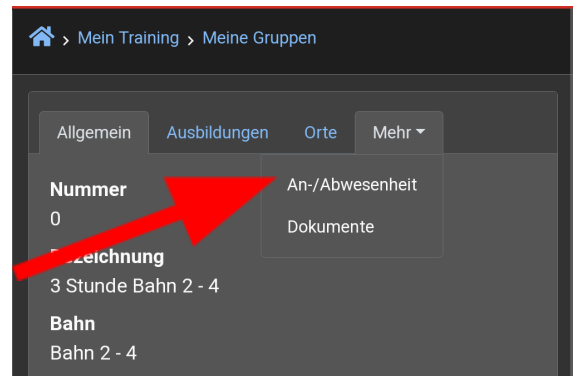 Mein Training > Meine Gruppen
Allgemein Ausbildungen Orte Mehr
An-/Abwesenheit
Dokumente
Nummer
0
3 Stunde Bahn 2 - 4
Bahn
Bahn 2 - 4